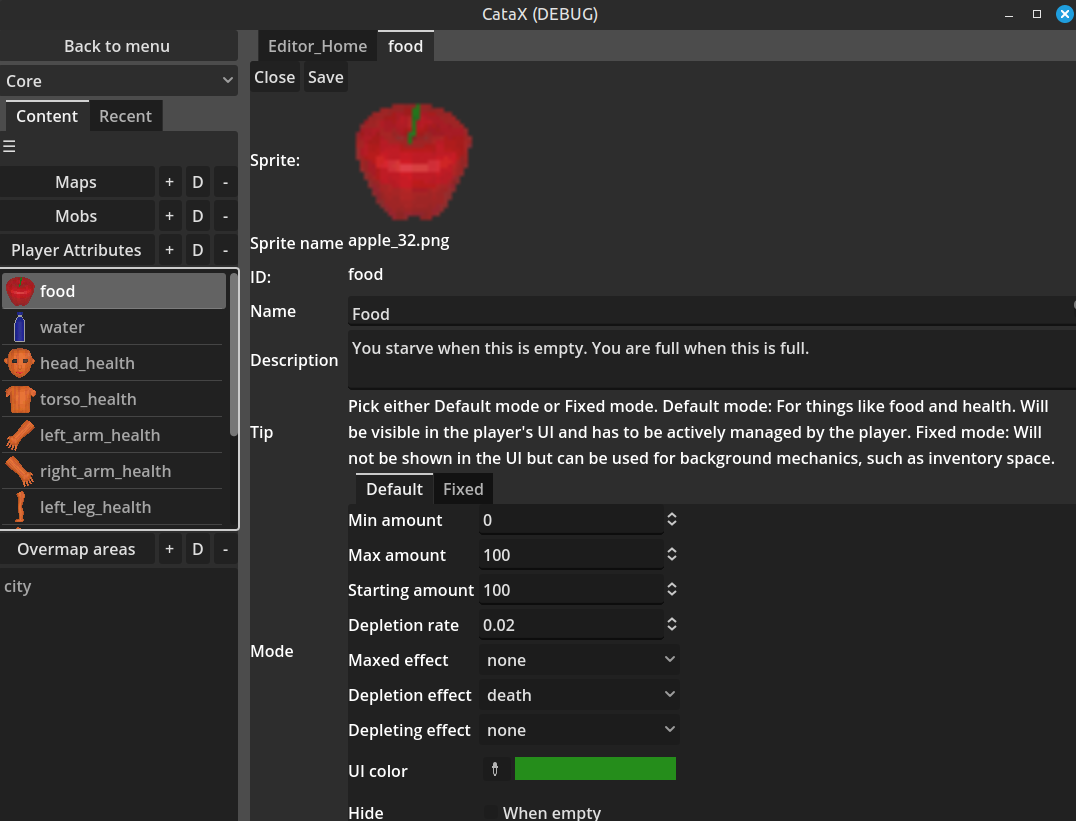 CataX (DEBUG)
Back to menu
Core
Content Recent
Maps + D -
Mobs + D -
Player Attributes + D -
food
water
head_health
torso_health
left_arm_health
right_arm_health
left_leg_health
Overmap areas + D -
city
Editor_Home food
Close Save
Sprite:
Sprite name apple_32.png
ID: food
Name Food
Description You starve when this is empty. You are full when this is full.
Tip
Pick either Default mode or Fixed mode. Default mode: For things like food and health. Will
be visible in the player's UI and has to be actively managed by the player. Fixed mode: Will
not be shown in the UI but can be used for background mechanics, such as inventory space.
Mode
Default Fixed
Min amount 0
Max amount 100
Starting amount 100
Depletion rate 0.02
Maxed effect none
Depletion effect death
Depleting effect none
UI color
Hide When empty